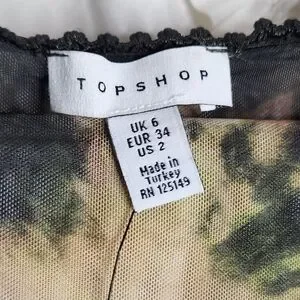 TOPSHOP
UK 6
EUR 34
US 2
Made in
Turkey
RN 125149